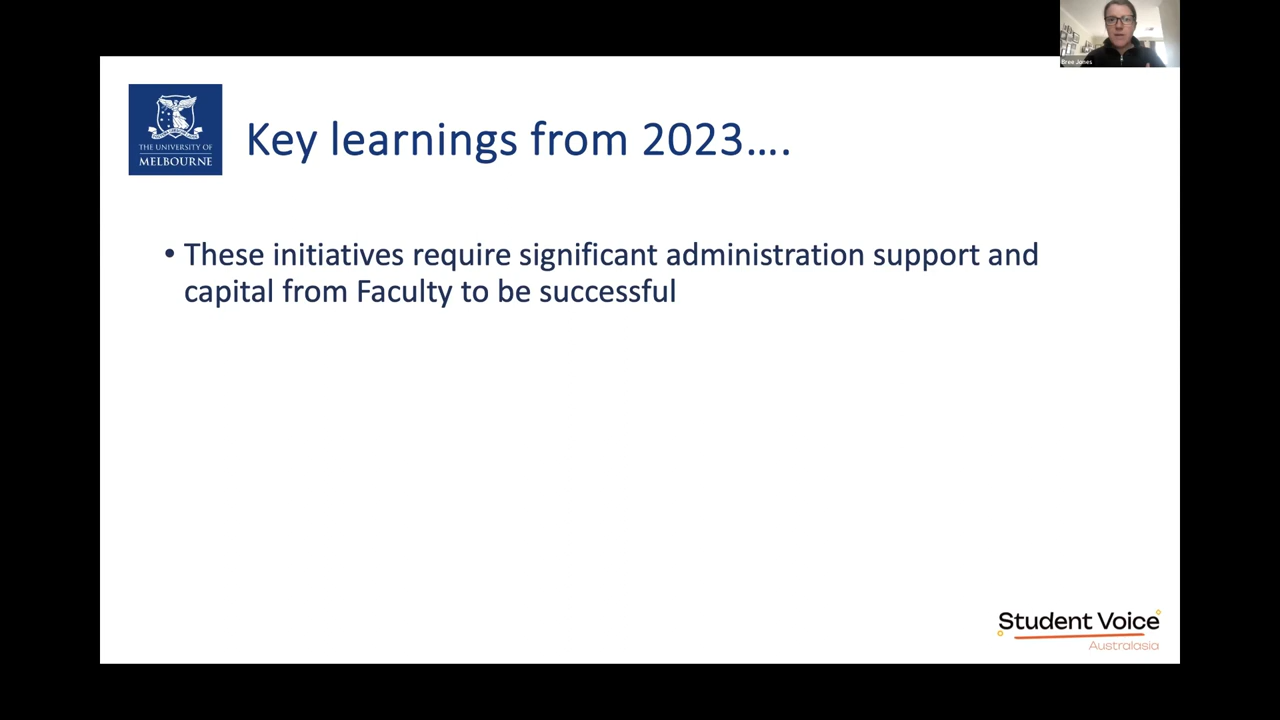 Bree Jones
THE UNIVERSITY OF
MELBOURNE
Key learnings from 2023....
• These initiatives require significant administration support and
capital from Faculty to be successful
Student Voice
Australasia